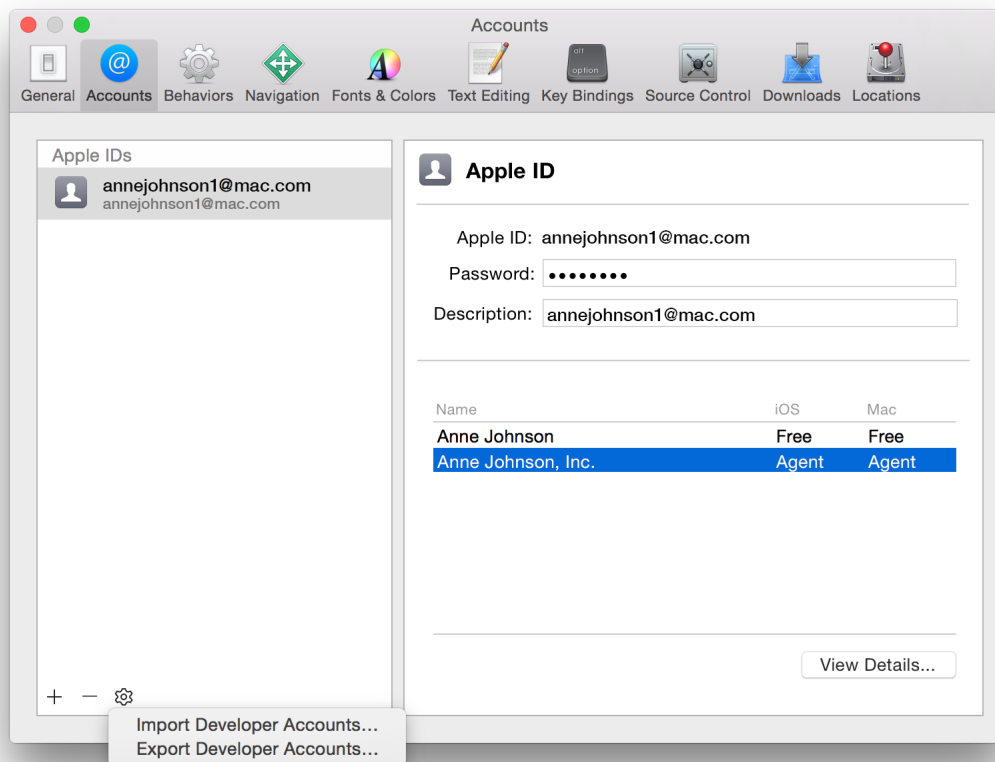 Accounts
General Accounts Behaviors Navigation Fonts & Colors Text Editing alt option Key Bindings Source Control Downloads Locations
Apple IDs
annejohnson1@mac.com
annejohnson1@mac.com
Apple ID
Apple ID: annejohnson1@mac.com
Password: ••••••••
Description: annejohnson1@mac.com
Name iOS Mac
Anne Johnson Free Free
Anne Johnson, Inc. Agent Agent
View Details...
Import Developer Accounts...
Export Developer Accounts...